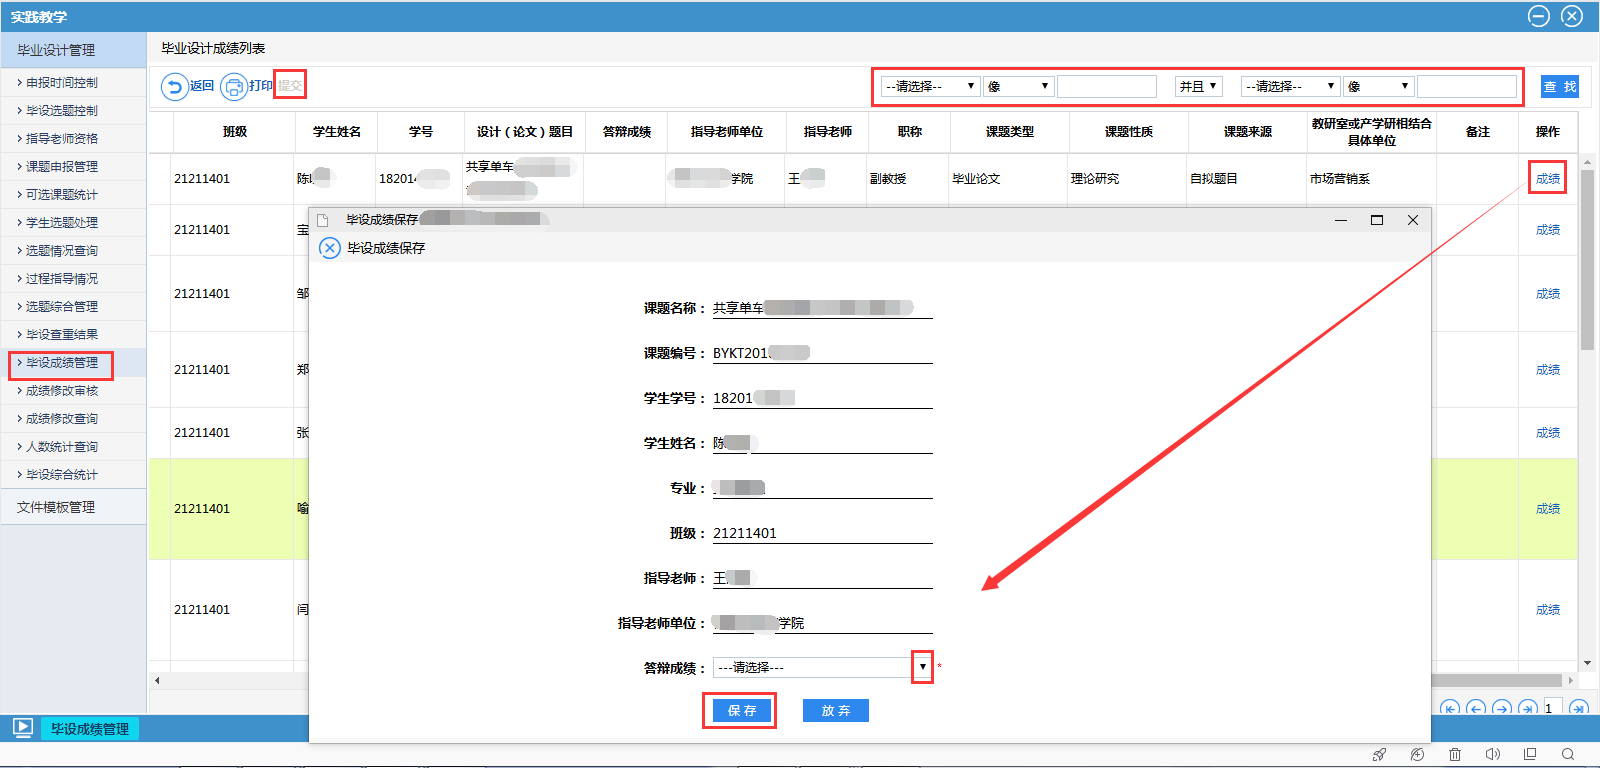 实践教学
毕业设计管理
申报时间控制
毕设选题控制
指导老师资格
课题申报管理
可选课题统计
学生选题处理
选题情况查询
过程指导情况
选题综合管理
毕设查重结果
毕设成绩管理
成绩修改审核
成绩修改查询
人数统计查询
毕设综合统计
文件模板管理
毕业设计成绩列表
返回 打印 提交 --请选择-- 像 并且 --请选择-- 像 查 找
班级 学生姓名 学号 设计（论文）题目 答辩成绩 指导老师单位 指导老师 职称 课题类型 课题性质 课题来源 教研室或产学研相结合具体单位 备注 操作
21211401 陈 18201 共享单车 学院 王 副教授 毕业论文 理论研究 自拟题目 市场营销系 成绩
21211401 宝 成绩
21211401 邹 成绩
21211401 郑 成绩
21211401 张 成绩
21211401 喻 成绩
21211401 闫 成绩
毕设成绩保存
毕设成绩保存
课题名称： 共享单车
课题编号： BYKT201
学生学号： 18201
学生姓名： 陈
专业：
班级： 21211401
指导老师： 王
指导老师单位： 学院
答辩成绩： ---请选择--- *
保 存 放 弃
1
毕设成绩管理